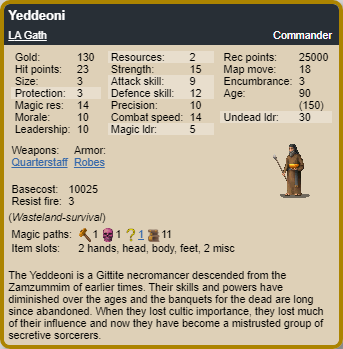 Yeddeoni
LA Gath Commander
Gold: 130 Resources: 2 Rec points: 25000
Hit points: 23 Strength: 15 Map move: 18
Size: 3 Attack skill: 9 Encumbrance: 3
Protection: 3 Defence skill: 12 Age: 90
Magic res: 14 Precision: 10 (150)
Morale: 10 Combat speed: 14 Undead ldr: 30
Leadership: 10 Magic ldr: 5
Weapons: Armor:
Quarterstaff Robes
Basecost: 10025
Resist fire: 3
(Wasteland-survival)
Magic paths: 1 1 ? 1 11
Item slots: 2 hands, head, body, feet, 2 misc
The Yeddeoni is a Gittite necromancer descended from the
Zamzummim of earlier times. Their skills and powers have
diminished over the ages and the banquets for the dead are long
since abandoned. When they lost cultic importance, they lost much
of their influence and now they have become a mistrusted group of
secretive sorcerers.